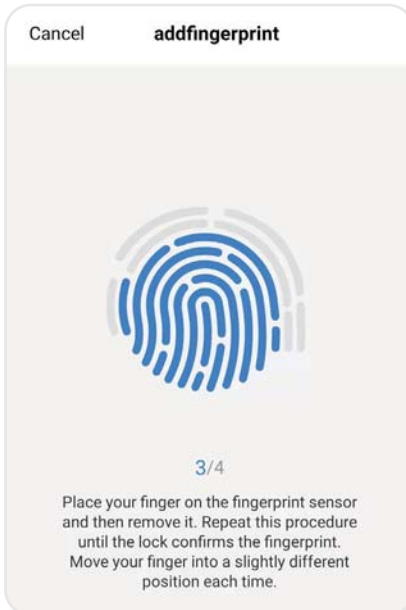 Cancel addfingerprint
3/4
Place your finger on the fingerprint sensor
and then remove it. Repeat this procedure
until the lock confirms the fingerprint.
Move your finger into a slightly different
position each time.